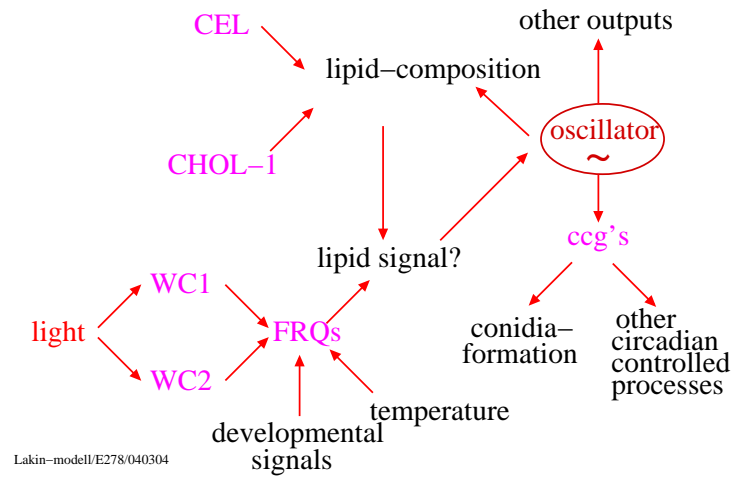 other outputs
CEL
lipid−composition
oscillator
~
CHOL−1
ccg's
lipid signal?
WC1
light
FRQs
WC2
conidia−
formation
other
circadian
controlled
processes
temperature
developmental
signals
Lakin−modell/E278/040304